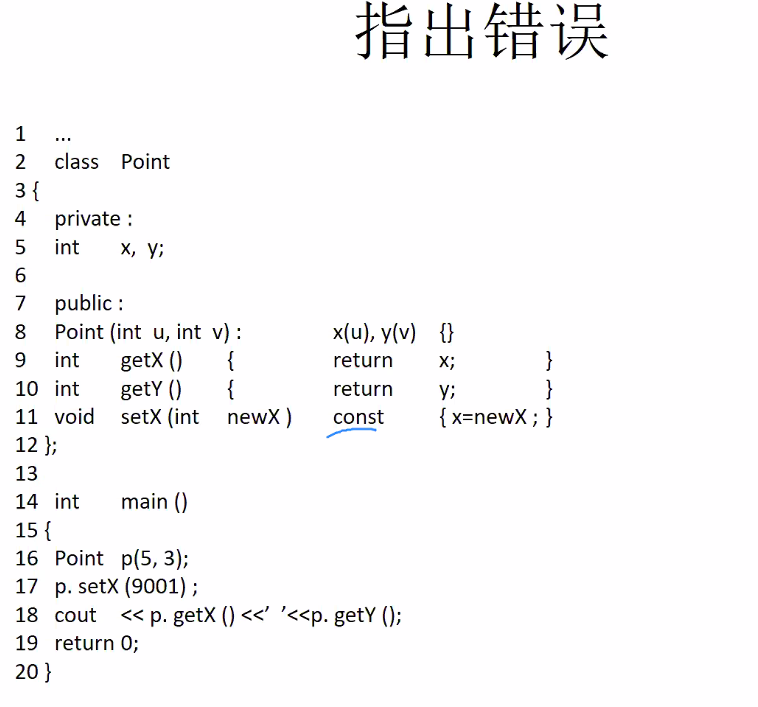 指出错误
1 ...
2 class Point
3 {
4 private :
5 int x, y;
6
7 public :
8 Point (int u, int v) : x(u), y(v) {}
9 int getX () { return x; }
10 int getY () { return y; }
11 void setX (int newX ) const { x=newX ; }
12 };
13
14 int main ()
15 {
16 Point p(5, 3);
17 p. setX (9001) ;
18 cout << p. getX () <<’ ’<<p. getY ();
19 return 0;
20 }